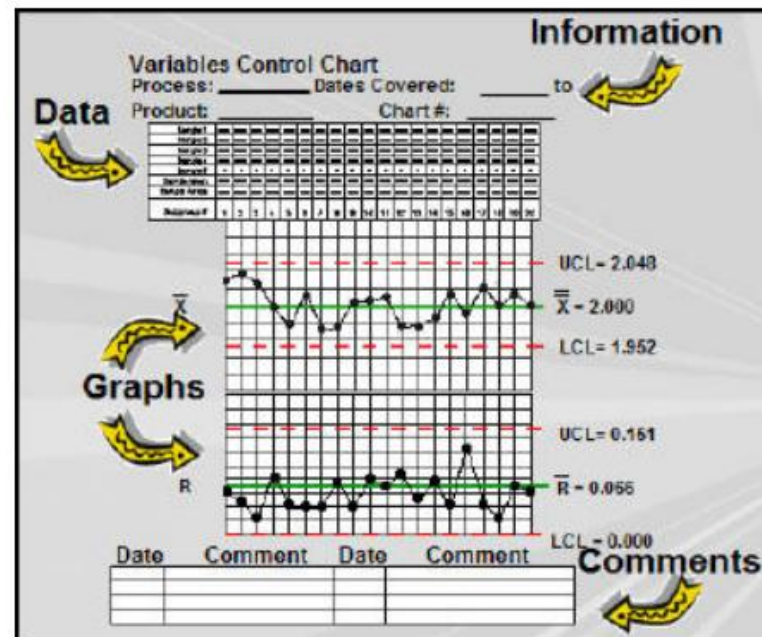 Information
Variables Control Chart
Process: Dates Covered: to
Data
Product: Chart #:
Subgroup # 1 2 3 4 5 6 7 8 9 10 11 12 13 14 15 16 17 18 19 20
UCL= 2.048
X
X = 2.000
LCL= 1.952
Graphs
UCL= 0.151
R
R = 0.066
LCL = 0.000
Date Comment Date Comment
Comments